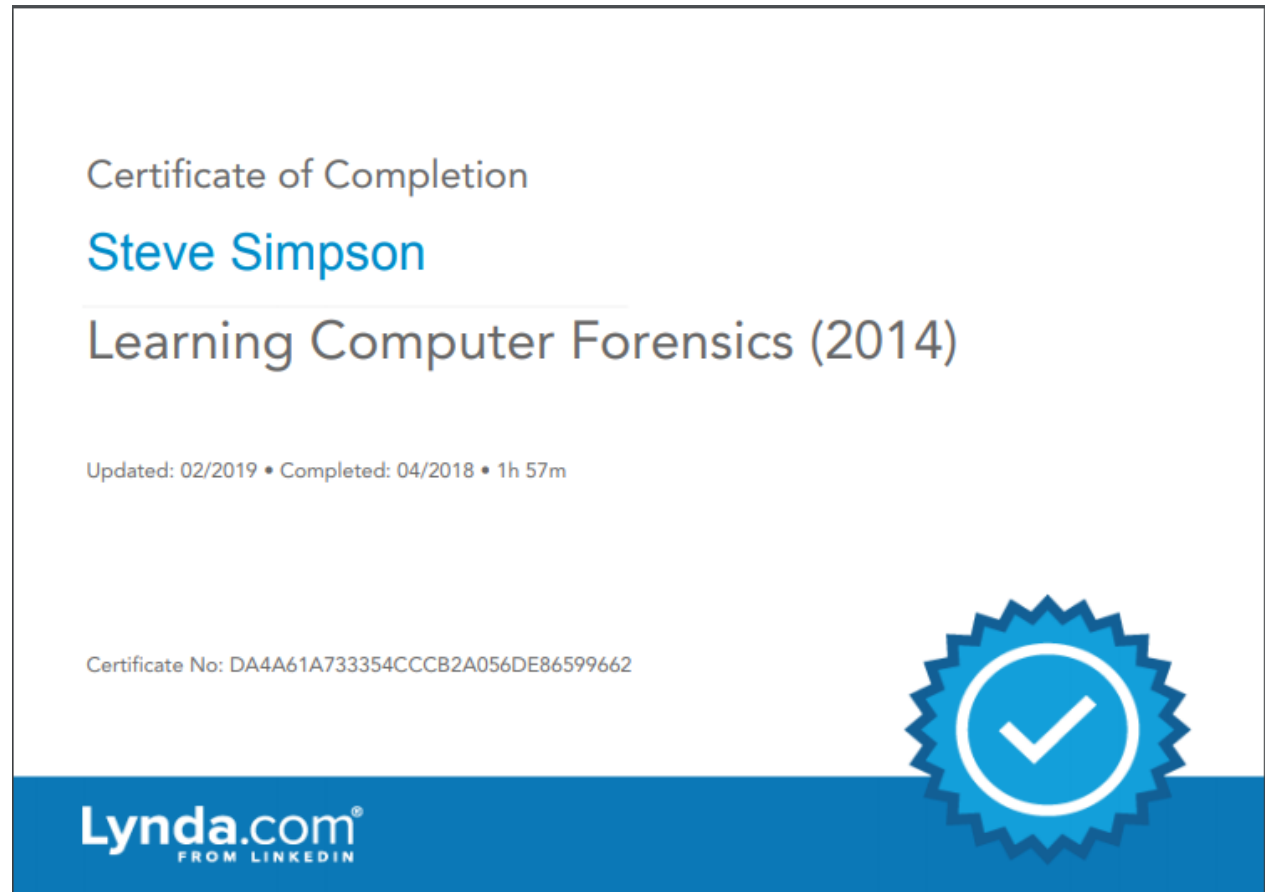 Certificate of Completion
Steve Simpson
Learning Computer Forensics (2014)
Updated: 02/2019 • Completed: 04/2018 • 1h 57m
Certificate No: DA4A61A733354CCCB2A056DE86599662
Lynda.com®
FROM LINKEDIN